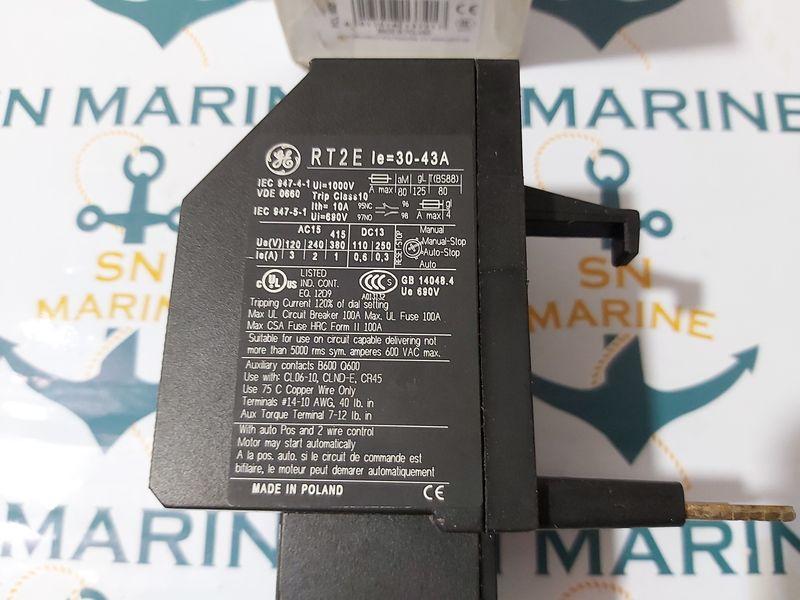 SN MARINE
RT2E Ie=30-43A
IEC 947-4-1 Ui=1000V
VDE 0660 Trip Class10
aM gL T(BS88)
A max 80 125 80
IEC 947-5-1 Ith= 10A
Ui=690V
95NC 96
97NO 98
gl
A max 4
AC15 DC13
Ue(V) 120 240 380 415 110 250
Ie(A) 3 2 1 0,6 0,3
RESET-STOP
Manual
Manual-Stop
Auto-Stop
Auto
c UL US LISTED
IND. CONT.
EQ. 12D9
CCC S
A013132
GB 14048.4
Ue 690V
Tripping Current 120% of dial setting
Max UL Circuit Breaker 100A Max. UL Fuse 100A
Max CSA Fuse HRC Form II 100A
Suitable for use on circuit capable delivering not
more than 5000 rms sym. amperes 600 VAC max.
Auxiliary contacts B600 Q600
Use with: CL06-10, CLND-E, CR45
Use 75 C Copper Wire Only
Terminals #14-10 AWG, 40 lb. in
Aux Torque Terminal 7-12 lb. in
With auto Pos and 2 wire control
Motor may start automatically
A la pos. auto. si le circuit de commande est
bifilaire, le moteur peut demarer automatiquement
MADE IN POLAND CE
SN
MARINE
MARINE
MARINE